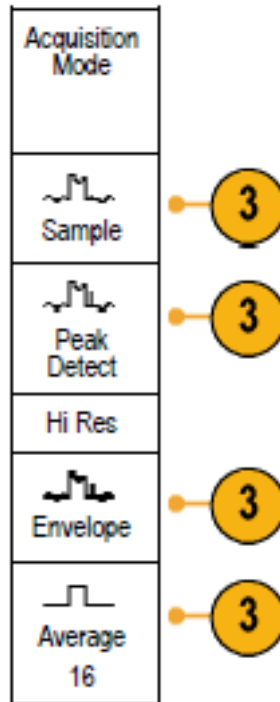 Acquisition
Mode
Sample
3
Peak
Detect
3
Hi Res
Envelope
3
Average
16
3